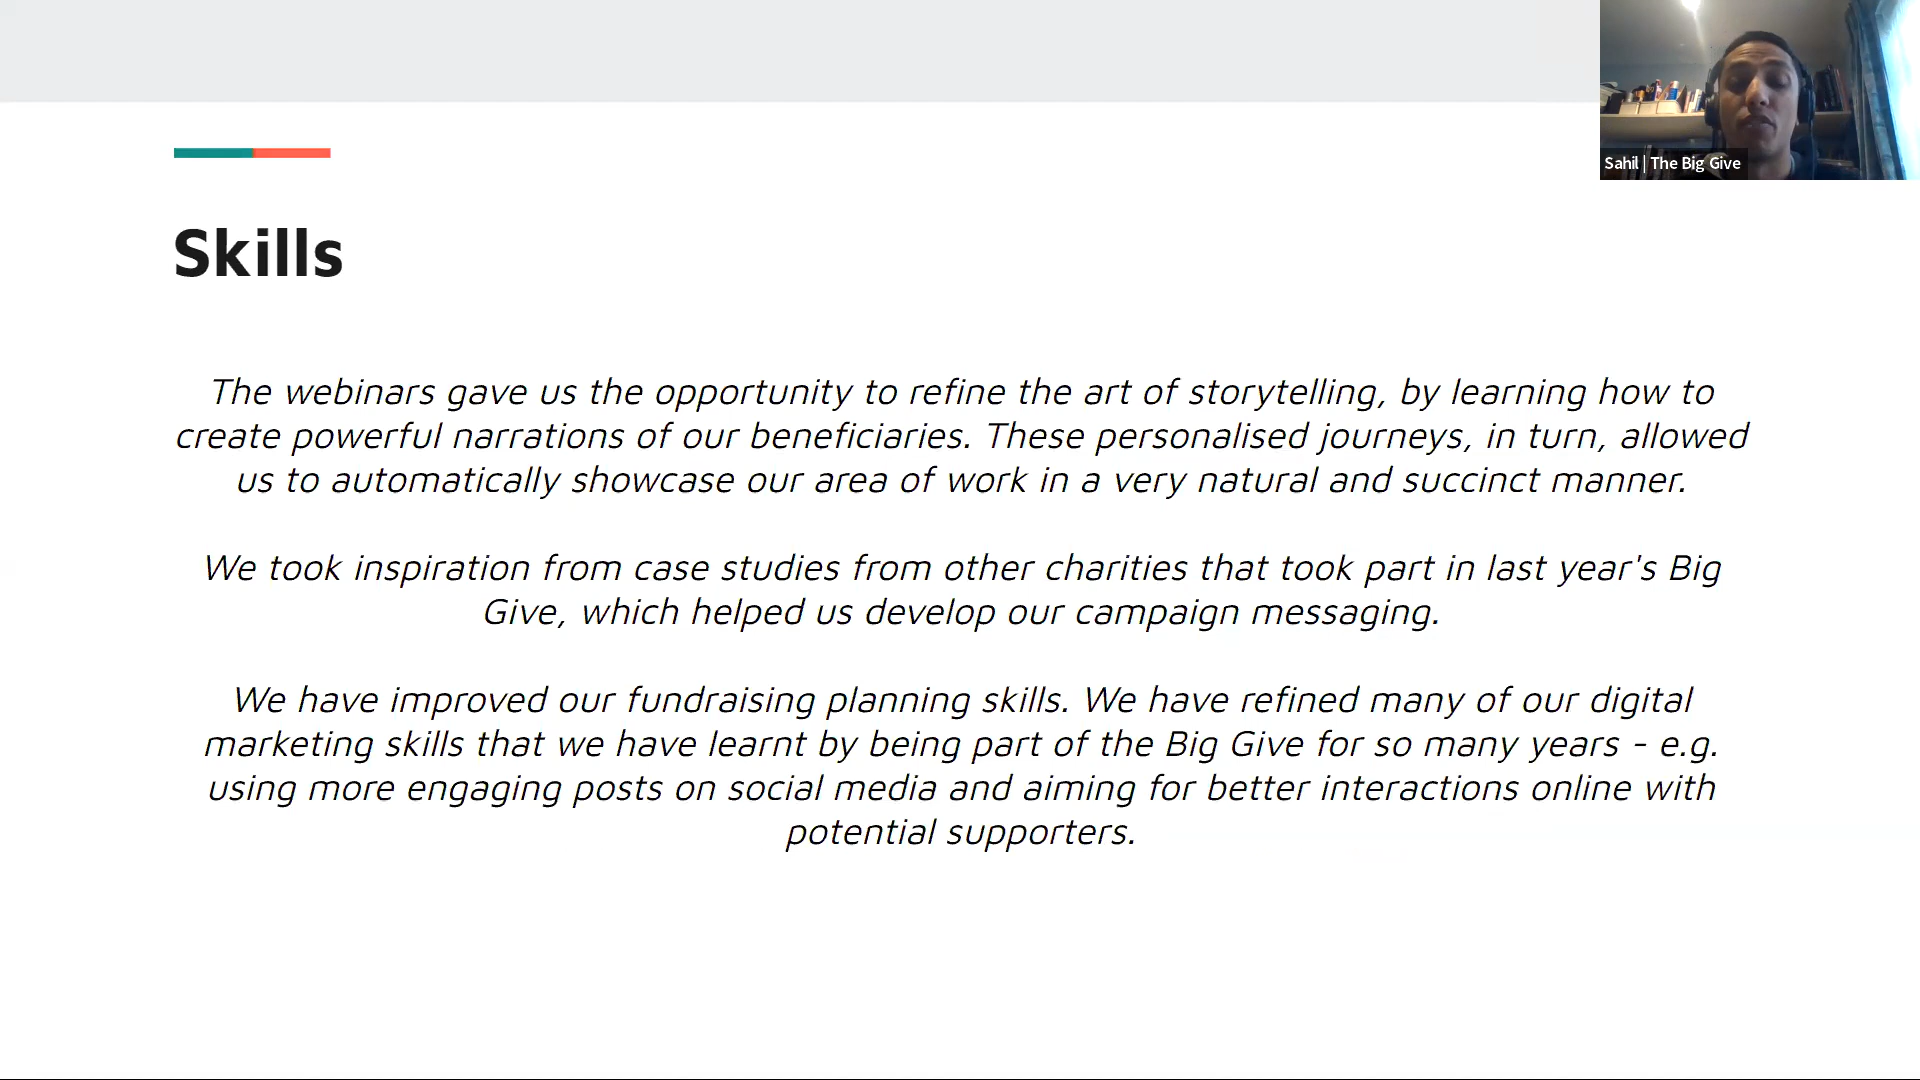 Sahil | The Big Give
Skills
The webinars gave us the opportunity to refine the art of storytelling, by learning how to
create powerful narrations of our beneficiaries. These personalised journeys, in turn, allowed
us to automatically showcase our area of work in a very natural and succinct manner.
We took inspiration from case studies from other charities that took part in last year's Big
Give, which helped us develop our campaign messaging.
We have improved our fundraising planning skills. We have refined many of our digital
marketing skills that we have learnt by being part of the Big Give for so many years - e.g.
using more engaging posts on social media and aiming for better interactions online with
potential supporters.